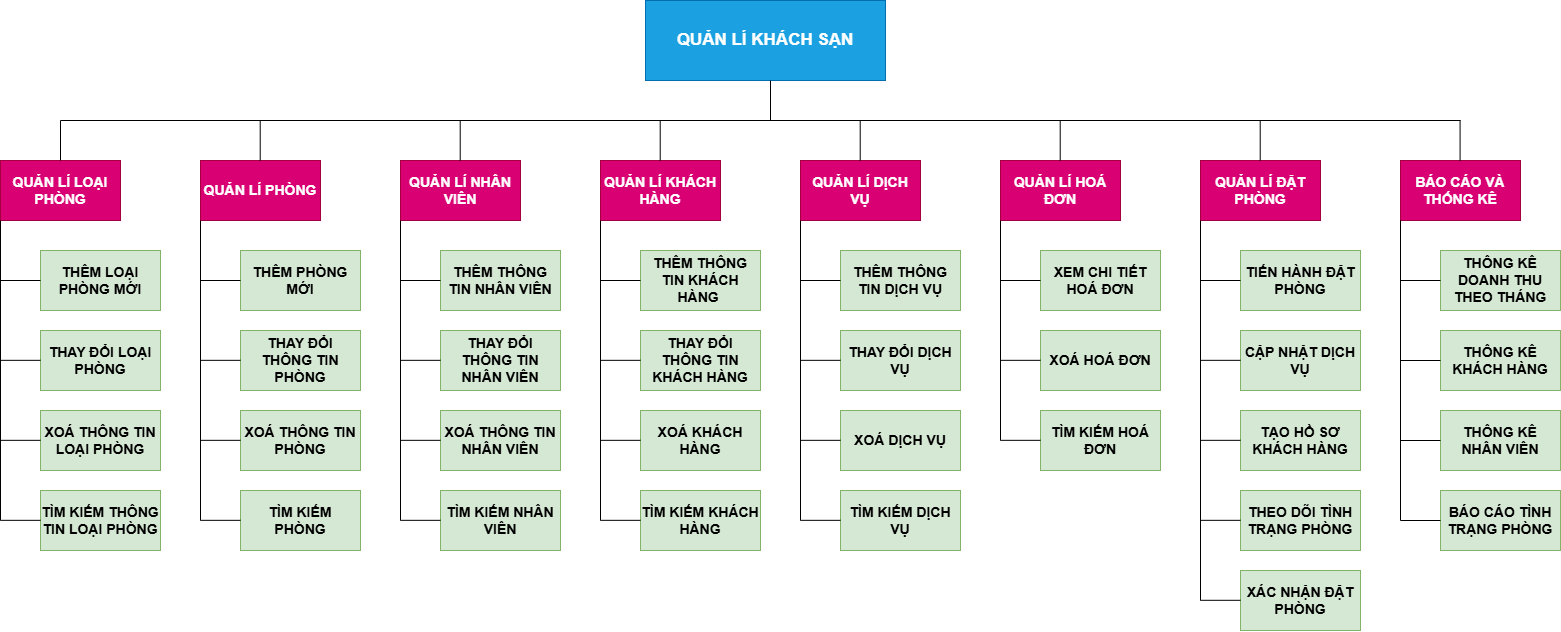 QUẢN LÍ KHÁCH SẠN
QUẢN LÍ LOẠI
PHÒNG
QUẢN LÍ PHÒNG
QUẢN LÍ NHÂN
VIÊN
QUẢN LÍ KHÁCH
HÀNG
QUẢN LÍ DỊCH
VỤ
QUẢN LÍ HOÁ
ĐƠN
QUẢN LÍ ĐẶT
PHÒNG
BÁO CÁO VÀ
THỐNG KÊ
THÊM LOẠI
PHÒNG MỚI
THAY ĐỔI LOẠI
PHÒNG
XOÁ THÔNG TIN
LOẠI PHÒNG
TÌM KIẾM THÔNG
TIN LOẠI PHÒNG
THÊM PHÒNG
MỚI
THAY ĐỔI
THÔNG TIN
PHÒNG
XOÁ THÔNG TIN
PHÒNG
TÌM KIẾM
PHÒNG
THÊM THÔNG
TIN NHÂN VIÊN
THAY ĐỔI
THÔNG TIN
NHÂN VIÊN
XOÁ THÔNG TIN
NHÂN VIÊN
TÌM KIẾM NHÂN
VIÊN
THÊM THÔNG
TIN KHÁCH
HÀNG
THAY ĐỔI
THÔNG TIN
KHÁCH HÀNG
XOÁ KHÁCH
HÀNG
TÌM KIẾM KHÁCH
HÀNG
THÊM THÔNG
TIN DỊCH VỤ
THAY ĐỔI DỊCH
VỤ
XOÁ DỊCH VỤ
TÌM KIẾM DỊCH
VỤ
XEM CHI TIẾT
HOÁ ĐƠN
XOÁ HOÁ ĐƠN
TÌM KIẾM HOÁ
ĐƠN
TIẾN HÀNH ĐẶT
PHÒNG
CẬP NHẬT DỊCH
VỤ
TẠO HỒ SƠ
KHÁCH HÀNG
THEO DÕI TÌNH
TRẠNG PHÒNG
XÁC NHẬN ĐẶT
PHÒNG
THÔNG KÊ
DOANH THU
THEO THÁNG
THÔNG KÊ
KHÁCH HÀNG
THÔNG KÊ
NHÂN VIÊN
BÁO CÁO TÌNH
TRẠNG PHÒNG